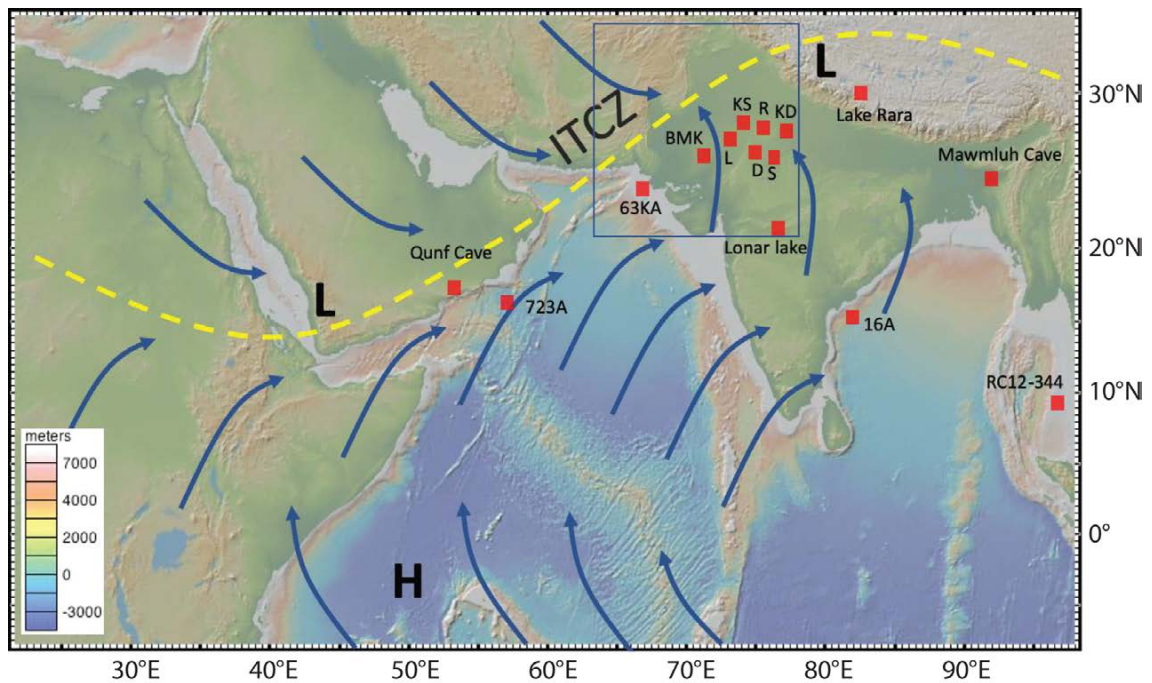 L
30°N
Lake Rara
KS R KD
ITCZ
BMK
L
D
S
Mawmluh Cave
63KA
Lonar lake
20°N
Qunf Cave
L
723A
16A
RC12-344
10°N
meters
7000
4000
2000
0
-3000
0°
H
30°E 40°E 50°E 60°E 70°E 80°E 90°E